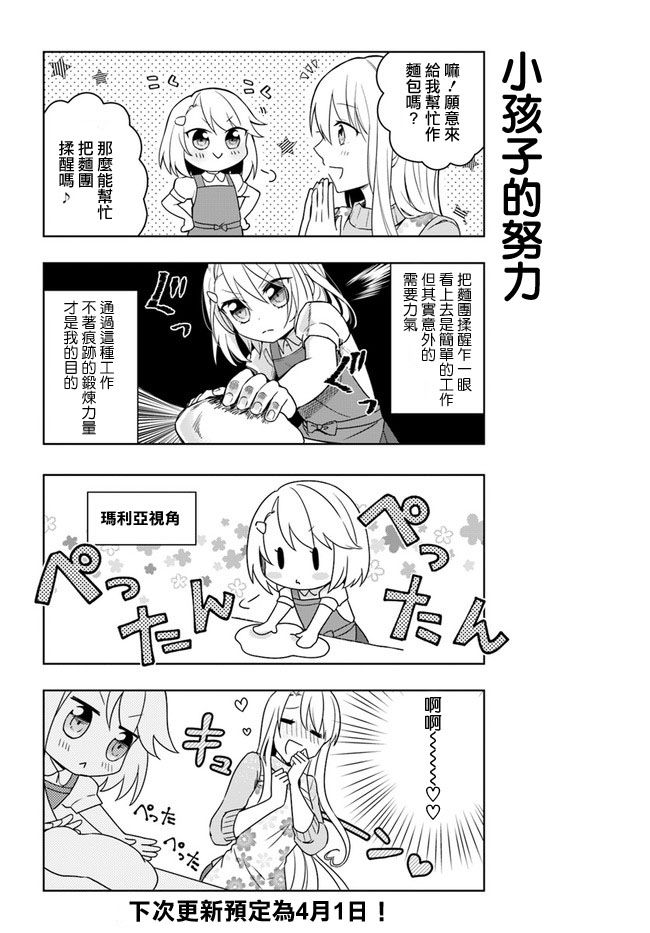 小孩子的努力
嘛！願意來
給我幫忙作
麵包嗎？
那麼能幫忙
把麵團
揉醒嗎
♪
把麵團揉醒乍一眼
看上去是簡單的工作
但其實意外的
需要力氣
ぐっ
ぐっ
通過這種工作
不著痕跡的鍛煉力量
才是我的目的
ぺったん
瑪利亞視角
ぺったん
啊啊~~~~~♡♡
キューン♡
ぺった
ぺった
下次更新預定為4月1日！